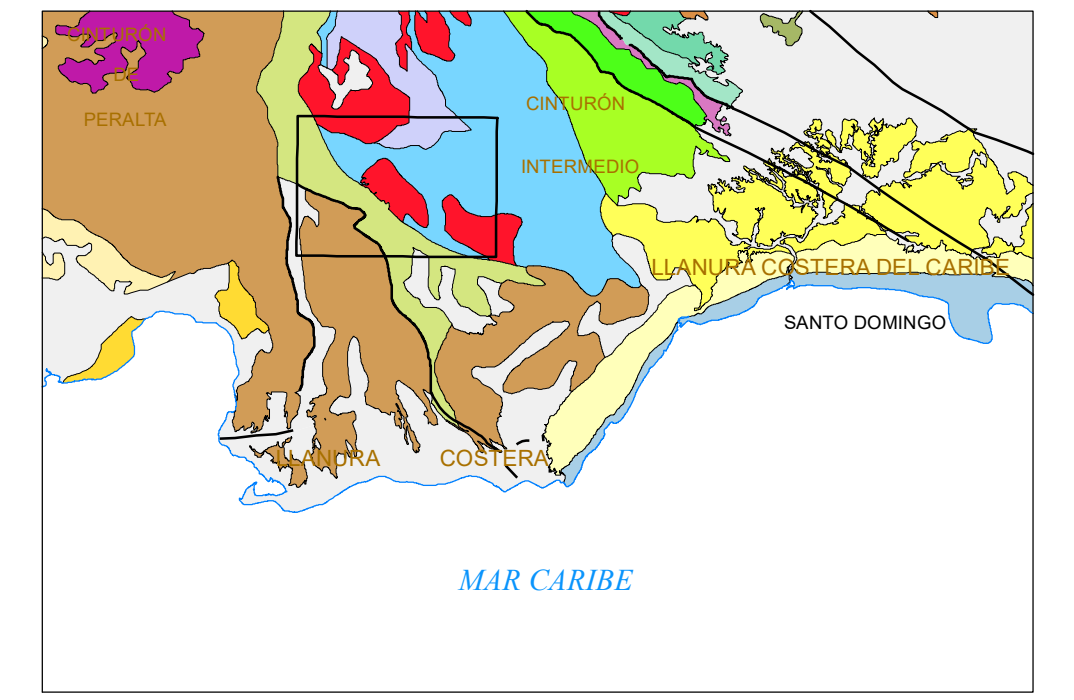 CINTURÓN
DE
PERALTA
CINTURÓN
INTERMEDIO
LLANURA COSTERA DEL CARIBE
SANTO DOMINGO
LLANURA COSTERA
MAR CARIBE